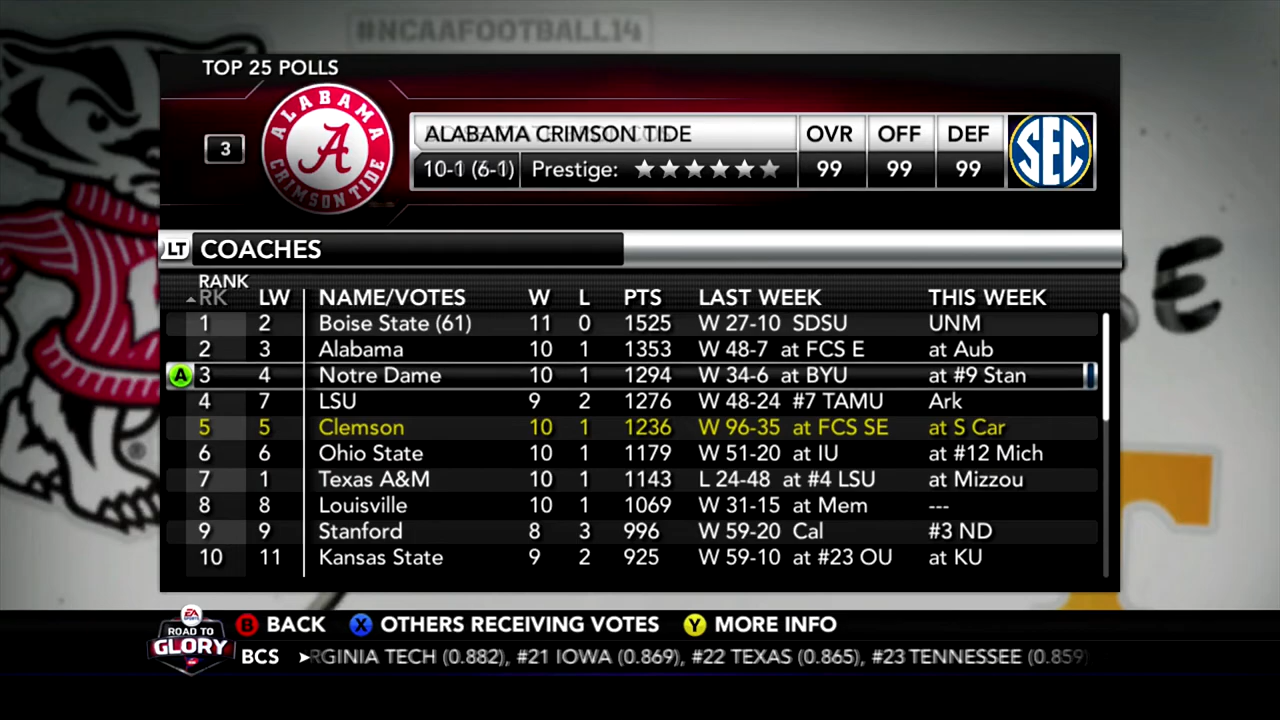 #NCAAFOOTBALL14
TOP 25 POLLS
ALABAMA CRIMSON TIDE OVR OFF DEF
3 ALABAMA A CRIMSON TIDE 10-1 (6-1) Prestige: 99 99 99 SEC
LT COACHES
RANK
RK LW NAME/VOTES W L PTS LAST WEEK THIS WEEK
1 2 Boise State (61) 11 0 1525 W 27-10 SDSU UNM
2 3 Alabama 10 1 1353 W 48-7 at FCS E at Aub
A 3 4 Notre Dame 10 1 1294 W 34-6 at BYU at #9 Stan
4 7 LSU 9 2 1276 W 48-24 #7 TAMU Ark
5 5 Clemson 10 1 1236 W 96-35 at FCS SE at S Car
6 6 Ohio State 10 1 1179 W 51-20 at IU at #12 Mich
7 1 Texas A&M 10 1 1143 L 24-48 at #4 LSU at Mizzou
8 8 Louisville 10 1 1069 W 31-15 at Mem ---
9 9 Stanford 8 3 996 W 59-20 Cal #3 ND
10 11 Kansas State 9 2 925 W 59-10 at #23 OU at KU
B BACK X OTHERS RECEIVING VOTES Y MORE INFO
EA SPORTS
ROAD TO
GLORY
BCS RGINIA TECH (0.882), #21 IOWA (0.869), #22 TEXAS (0.865), #23 TENNESSEE (0.859)